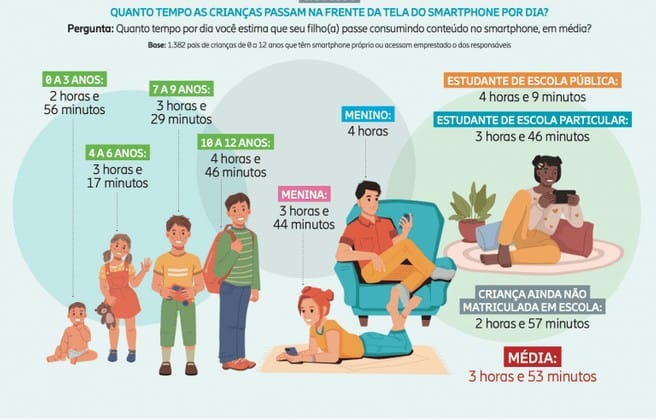 QUANTO TEMPO AS CRIANÇAS PASSAM NA FRENTE DA TELA DO SMARTPHONE POR DIA?
Pergunta: Quanto tempo por dia você estima que seu filho(a) passe consumindo conteúdo no smartphone, em média?
Base: 1.382 pais de crianças de 0 a 12 anos que têm smartphone próprio ou acessam emprestado o dos responsáveis
0 A 3 ANOS:
2 horas e
56 minutos
4 A 6 ANOS:
3 horas e
17 minutos
7 A 9 ANOS:
3 horas e
29 minutos
10 A 12 ANOS:
4 horas e
46 minutos
MENINA:
3 horas e
44 minutos
MENINO:
4 horas
ESTUDANTE DE ESCOLA PÚBLICA:
4 horas e 9 minutos
ESTUDANTE DE ESCOLA PARTICULAR:
3 horas e 46 minutos
CRIANÇA AINDA NÃO
MATRICULADA EM ESCOLA:
2 horas e 57 minutos
MÉDIA:
3 horas e 53 minutos